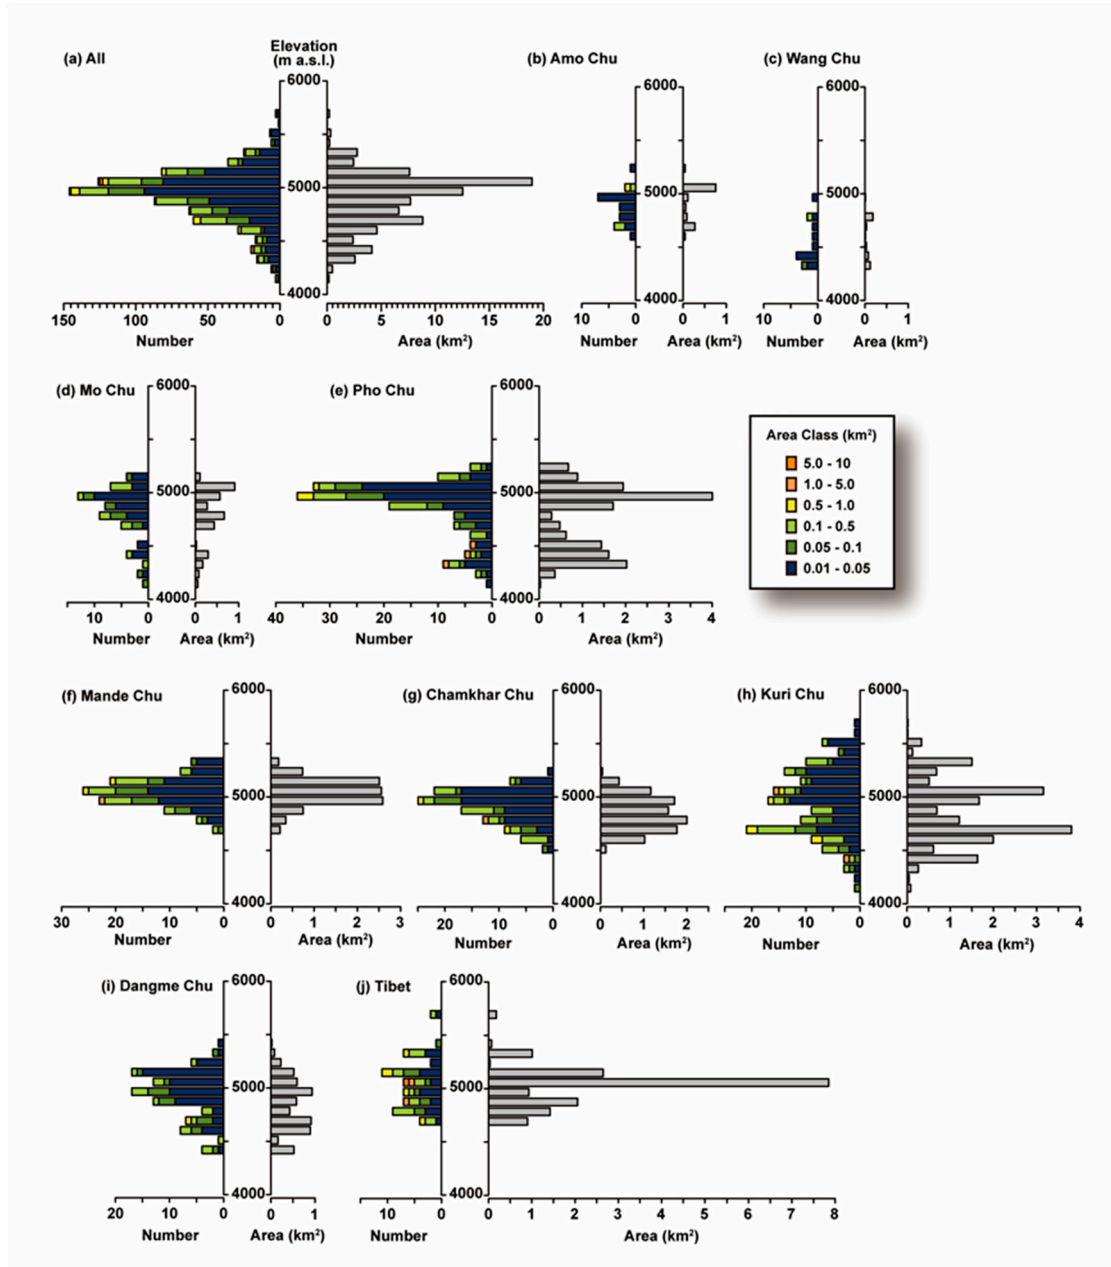 (a) All
Elevation
(m a.s.l.)
6000
5000
4000
150 100 50 0
Number
0 5 10 15 20
Area (km²)
(b) Amo Chu
6000
5000
4000
10 0
Number
0 1
Area (km²)
(c) Wang Chu
6000
5000
4000
10 0
Number
0 1
Area (km²)
(d) Mo Chu
6000
5000
4000
10 0
Number
0 1
Area (km²)
(e) Pho Chu
6000
5000
4000
40 30 20 10 0
Number
0 1 2 3 4
Area (km²)
Area Class (km²)
5.0 - 10
1.0 - 5.0
0.5 - 1.0
0.1 - 0.5
0.05 - 0.1
0.01 - 0.05
(f) Mande Chu
6000
5000
4000
30 20 10 0
Number
0 1 2 3
Area (km²)
(g) Chamkhar Chu
6000
5000
4000
20 10 0
Number
0 1 2
Area (km²)
(h) Kuri Chu
6000
5000
4000
20 10 0
Number
0 1 2 3 4
Area (km²)
(i) Dangme Chu
6000
5000
4000
20 10 0
Number
0 1
Area (km²)
(j) Tibet
6000
5000
4000
10 0
Number
0 1 2 3 4 5 6 7 8
Area (km²)